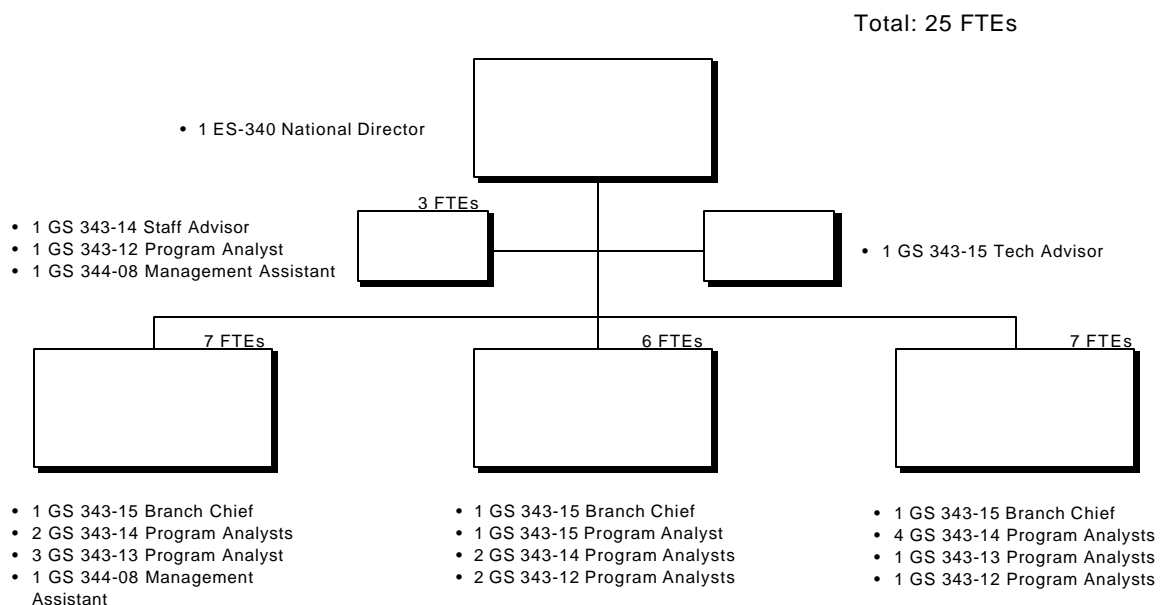 Total: 25 FTEs
• 1 ES-340 National Director
3 FTEs
• 1 GS 343-14 Staff Advisor
• 1 GS 343-12 Program Analyst
• 1 GS 344-08 Management Assistant
• 1 GS 343-15 Tech Advisor
7 FTEs
6 FTEs
7 FTEs
• 1 GS 343-15 Branch Chief
• 2 GS 343-14 Program Analysts
• 3 GS 343-13 Program Analyst
• 1 GS 344-08 Management
Assistant
• 1 GS 343-15 Branch Chief
• 1 GS 343-15 Program Analyst
• 2 GS 343-14 Program Analysts
• 2 GS 343-12 Program Analysts
• 1 GS 343-15 Branch Chief
• 4 GS 343-14 Program Analysts
• 1 GS 343-13 Program Analysts
• 1 GS 343-12 Program Analysts